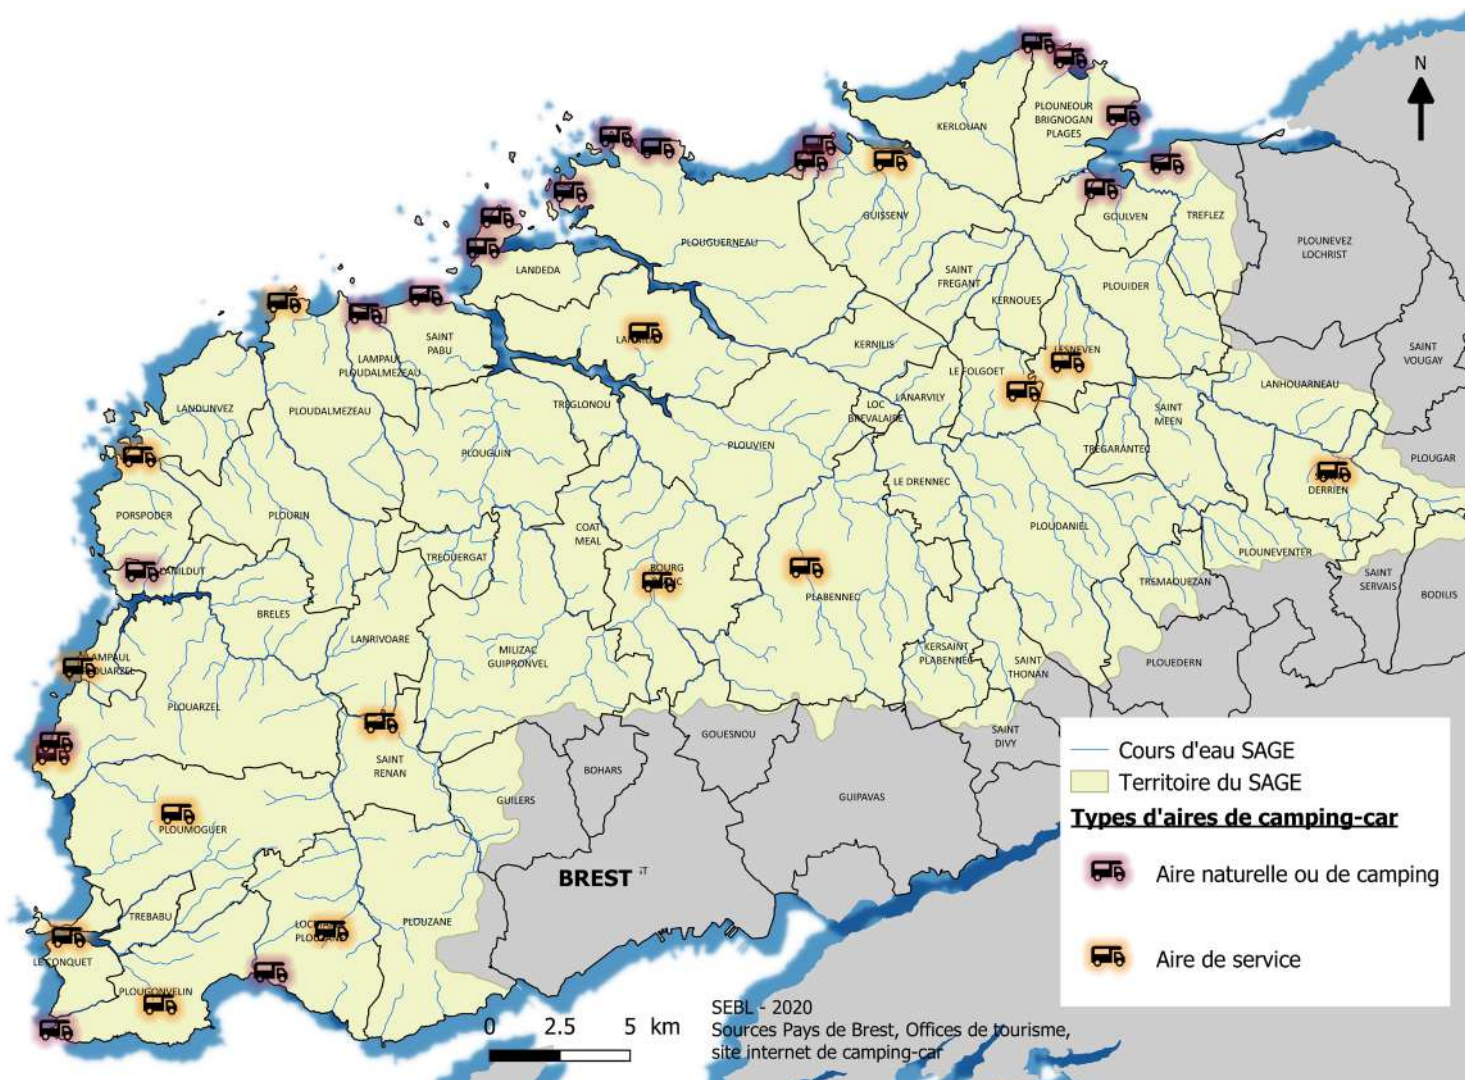 N
KERLOUAN
PLOUNEOUR
BRIGNOGAN
PLAGES
GUISSENY
GOULVEN
TREFLEZ
PLOUNEVEZ
LOCHRIST
PLOUGUERNEAU
LANDEDA
SAINT
FREGANT
KERNOUES
PLOUIDER
SAINT
PABU
LAMPAUL
PLOUDALMEZEAU
KERNILIS
LESNEVEN
LE FOLGOET
SAINT
VOUGAY
LANHOUARNEAU
LANDUNVEZ
PLOUDALMEZEAU
TREGLONOU
LOC
BREVALAIRE
LANARVILY
SAINT
MEEN
PLOUGUIN
PLOUVIEN
TREGARANTEC
PLOUGAR
LE DRENNEC
DERRIEN
PORSPODER
PLOURIN
COAT
MEAL
PLOUDANIEL
TREOUERGAT
PLOUNEVENTER
LANILDUT
BOURG
PLABENNEC
TREMAOUEZAN
SAINT
SERVAIS
BODILIS
BRELES
LANRIVOARE
MILIZAC
GUIPRONVEL
KERSAINT
PLABENNEC
SAINT
THONAN
PLOUEDERN
LAMPAUL
PLOUARZEL
PLOUARZEL
GOUESNOU
SAINT
DIVY
SAINT
RENAN
BOHARS
GUILERS
GUIPAVAS
PLOUMOGUER
BREST
TREBABU
PLOUZANE
LE CONQUET
PLOUGONVELIN
Cours d'eau SAGE
Territoire du SAGE
Types d'aires de camping-car
Aire naturelle ou de camping
Aire de service
0 2.5 5 km
SEBL - 2020
Sources Pays de Brest, Offices de tourisme,
site internet de camping-car